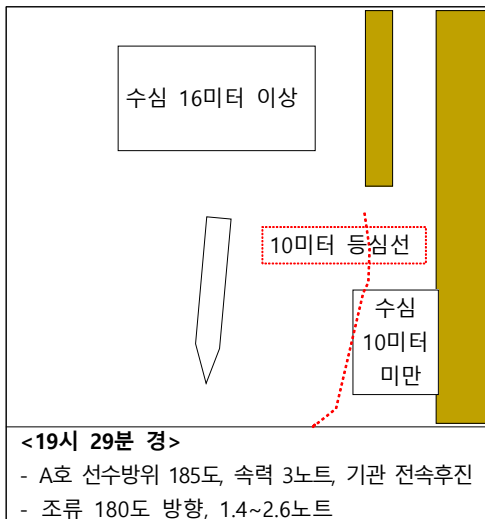 수심 16미터 이상
10미터 등심선
수심
10미터
미만
<19시 29분 경>
- A호 선수방위 185도, 속력 3노트, 기관 전속후진
- 조류 180도 방향, 1.4~2.6노트